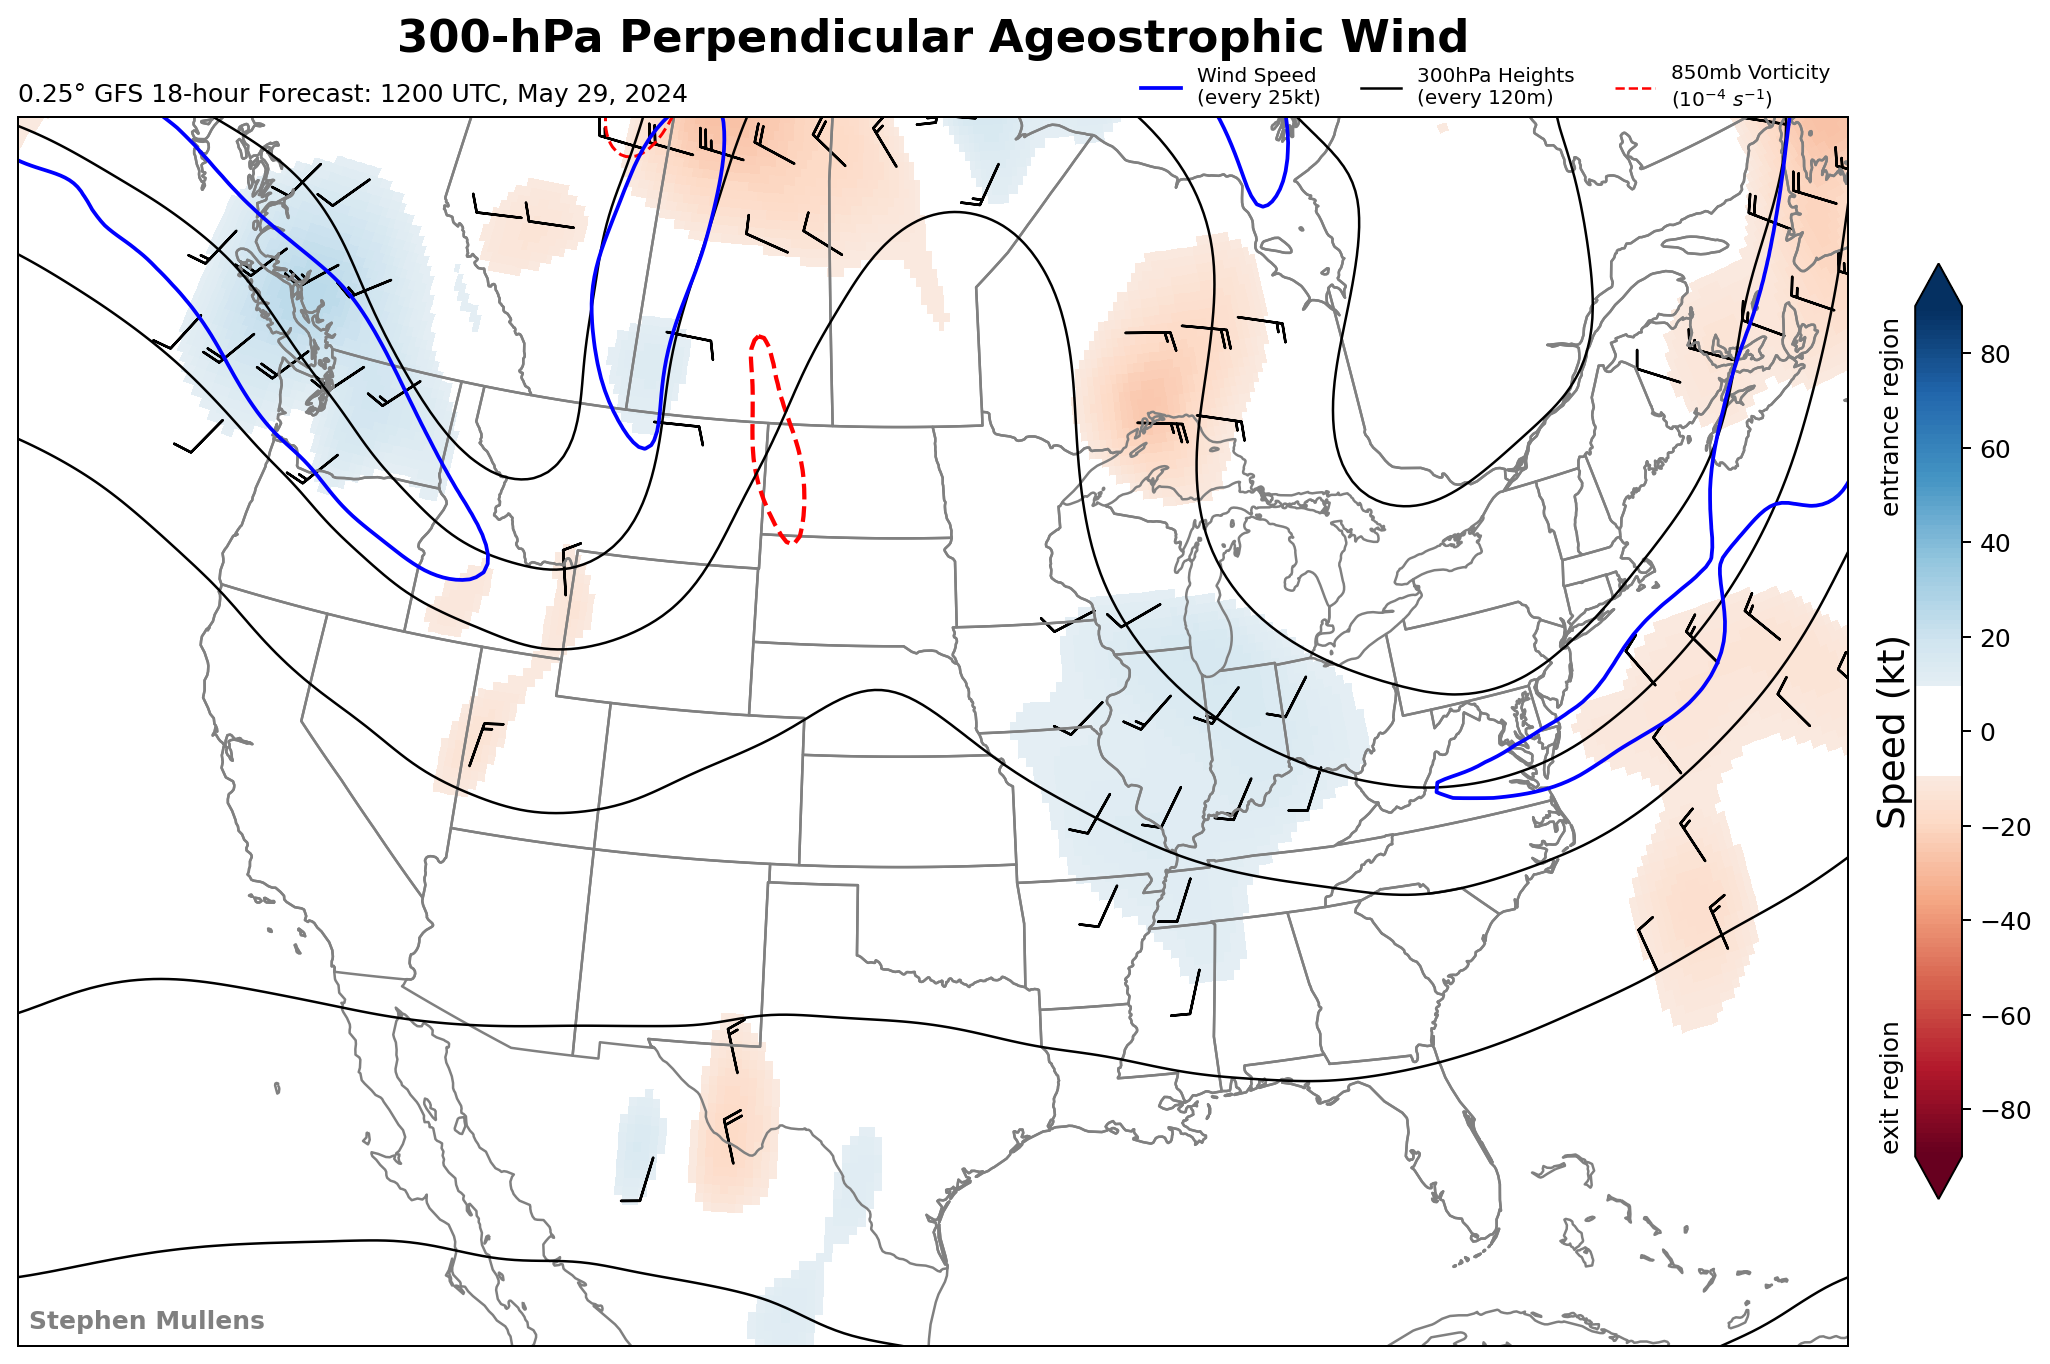 300-hPa Perpendicular Ageostrophic Wind
0.25° GFS 18-hour Forecast: 1200 UTC, May 29, 2024
Wind Speed
(every 25kt)
300hPa Heights
(every 120m)
850mb Vorticity
(10⁻⁴ s⁻¹)
entrance region
Speed (kt)
exit region
80
60
40
20
0
−20
−40
−60
−80
Stephen Mullens